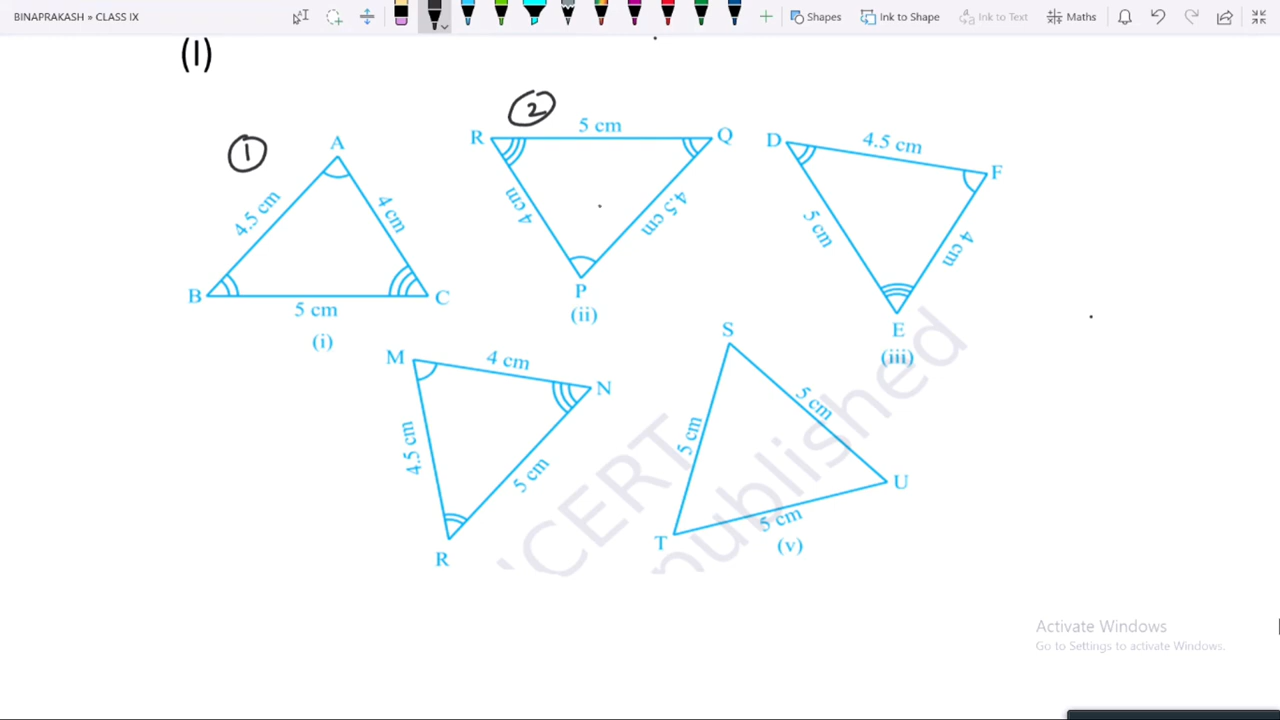 BINAPRAKASH » CLASS IX
Shapes Ink to Shape Ink to Text Maths
(I)
1
2
A
4.5 cm 4 cm
B C
5 cm
(i)
R 5 cm Q
4 cm 4.5 cm
P
(ii)
D 4.5 cm F
5 cm 4 cm
E
(iii)
M 4 cm N
4.5 cm 5 cm
R
S
5 cm 5 cm
U
T 5 cm
(v)
NCERT
published
Activate Windows
Go to Settings to activate Windows.